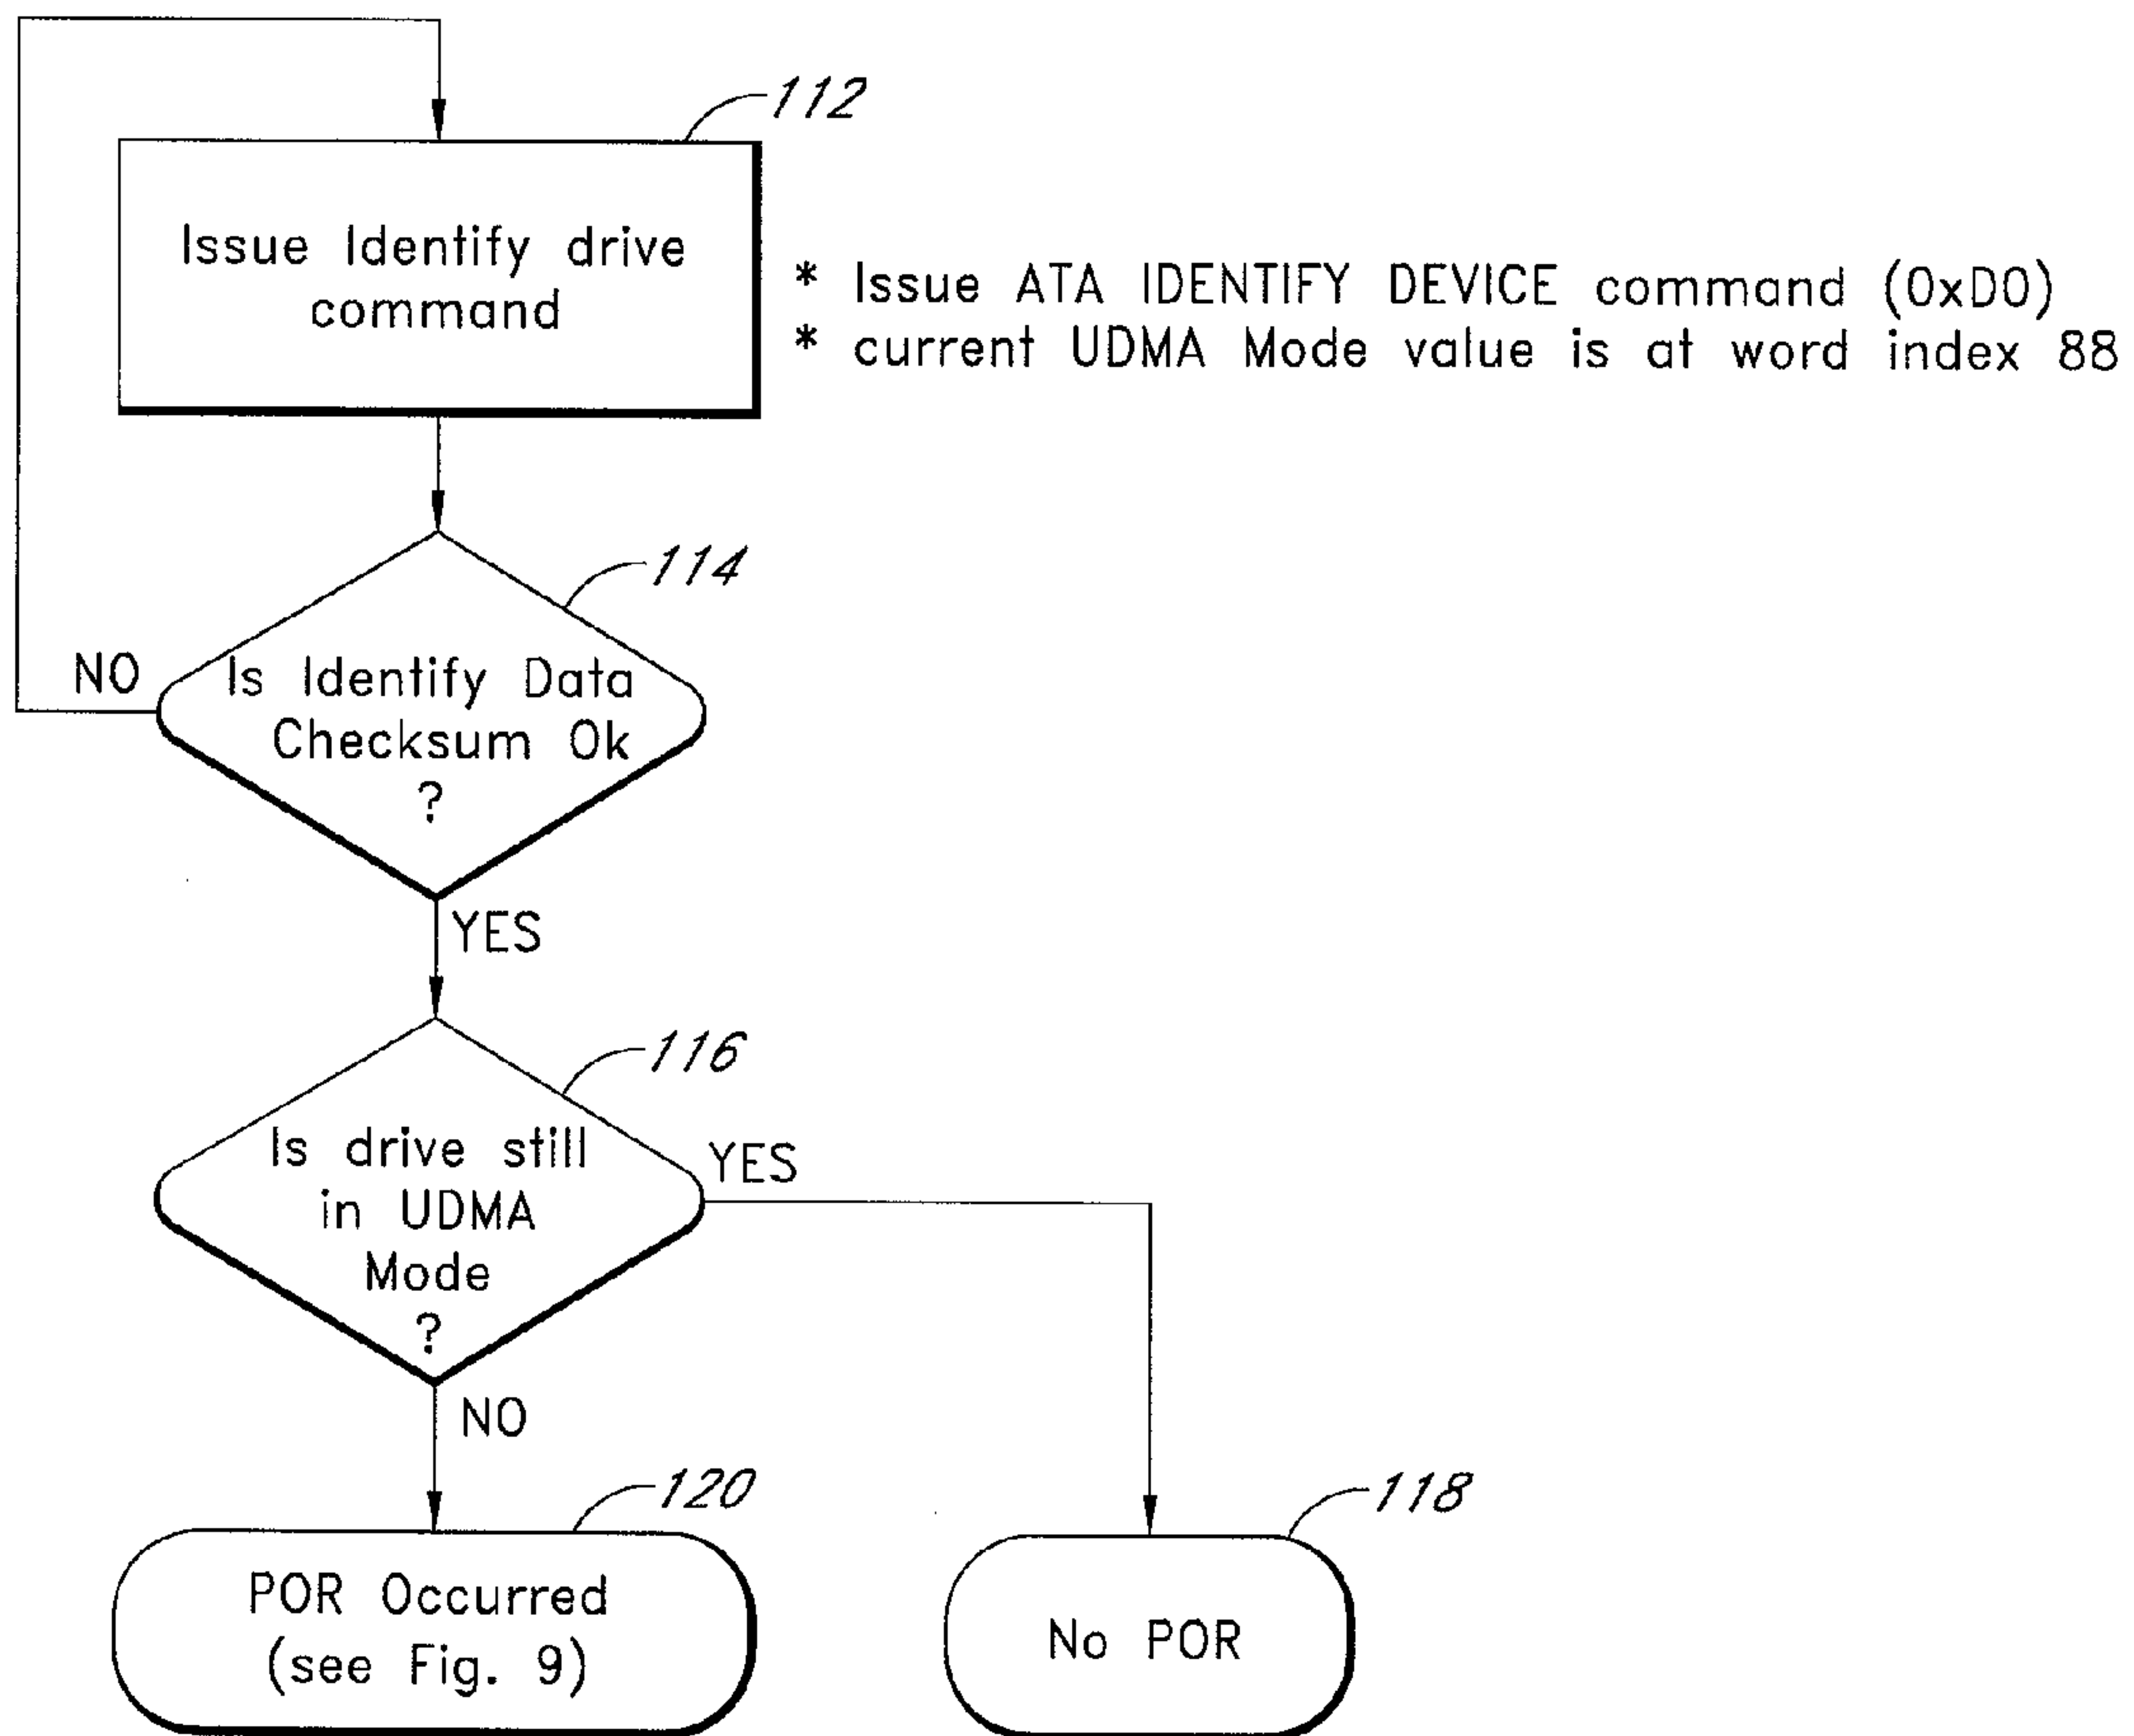 112
Issue Identify drive
command
* Issue ATA IDENTIFY DEVICE command (0xD0)
* current UDMA Mode value is at word index 88
114
NO
Is Identify Data
Checksum Ok
?
YES
116
Is drive still
in UDMA
Mode
?
YES
NO
120
POR Occurred
(see Fig. 9)
118
No POR